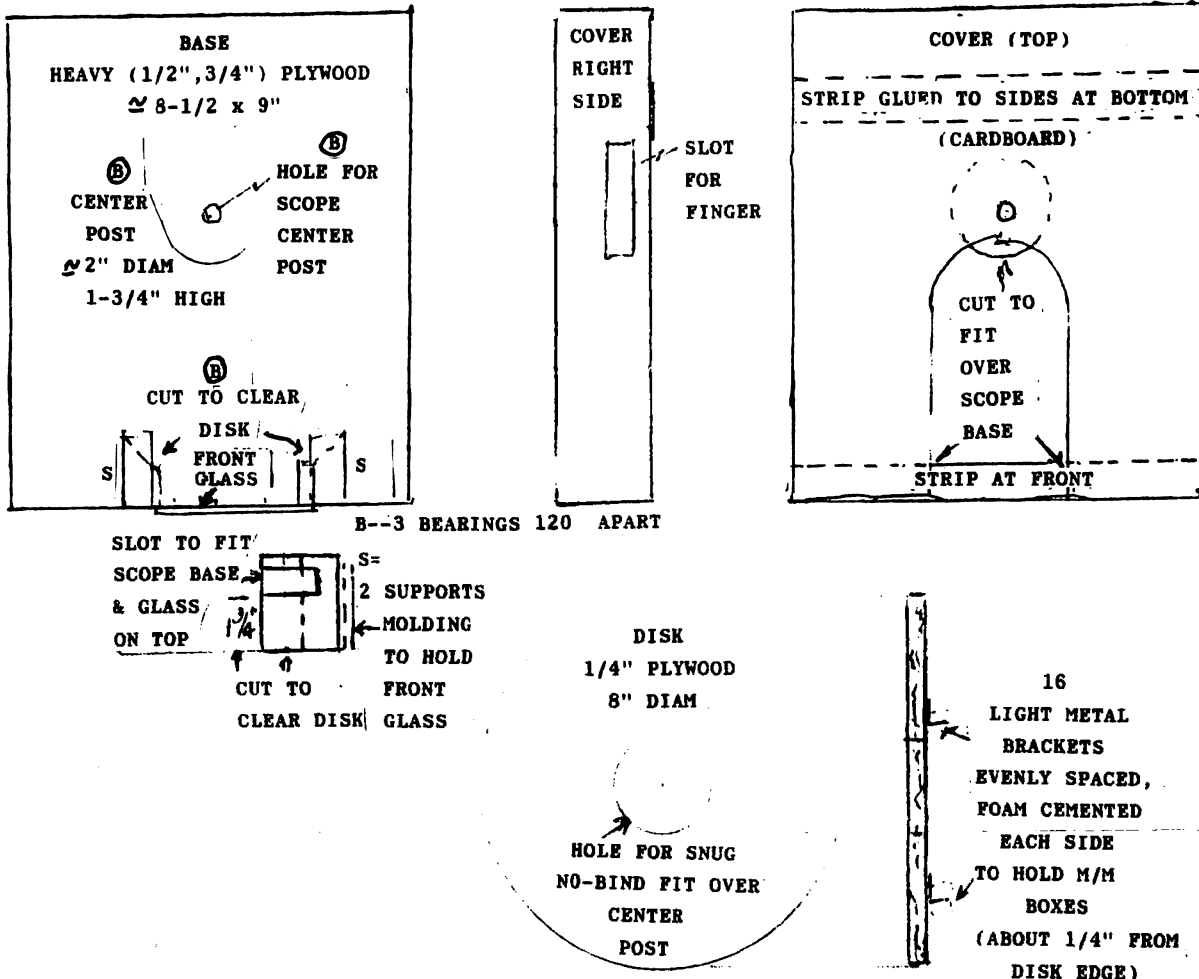 BASE
HEAVY (1/2",3/4") PLYWOOD
≃ 8-1/2 x 9"
B
CENTER
POST
≃2" DIAM
1-3/4" HIGH
B
HOLE FOR
SCOPE
CENTER
POST
B
CUT TO CLEAR
DISK
FRONT
GLASS
S
S
COVER
RIGHT
SIDE
SLOT
FOR
FINGER
COVER (TOP)
STRIP GLUED TO SIDES AT BOTTOM
(CARDBOARD)
CUT TO
FIT
OVER
SCOPE
BASE
STRIP AT FRONT
B--3 BEARINGS 120 APART
SLOT TO FIT
SCOPE BASE
& GLASS
ON TOP
1 3/4"
CUT TO
CLEAR DISK
S=
2 SUPPORTS
MOLDING
TO HOLD
FRONT
GLASS
DISK
1/4" PLYWOOD
8" DIAM
HOLE FOR SNUG
NO-BIND FIT OVER
CENTER
POST
16
LIGHT METAL
BRACKETS
EVENLY SPACED,
FOAM CEMENTED
EACH SIDE
TO HOLD M/M
BOXES
(ABOUT 1/4" FROM
DISK EDGE)